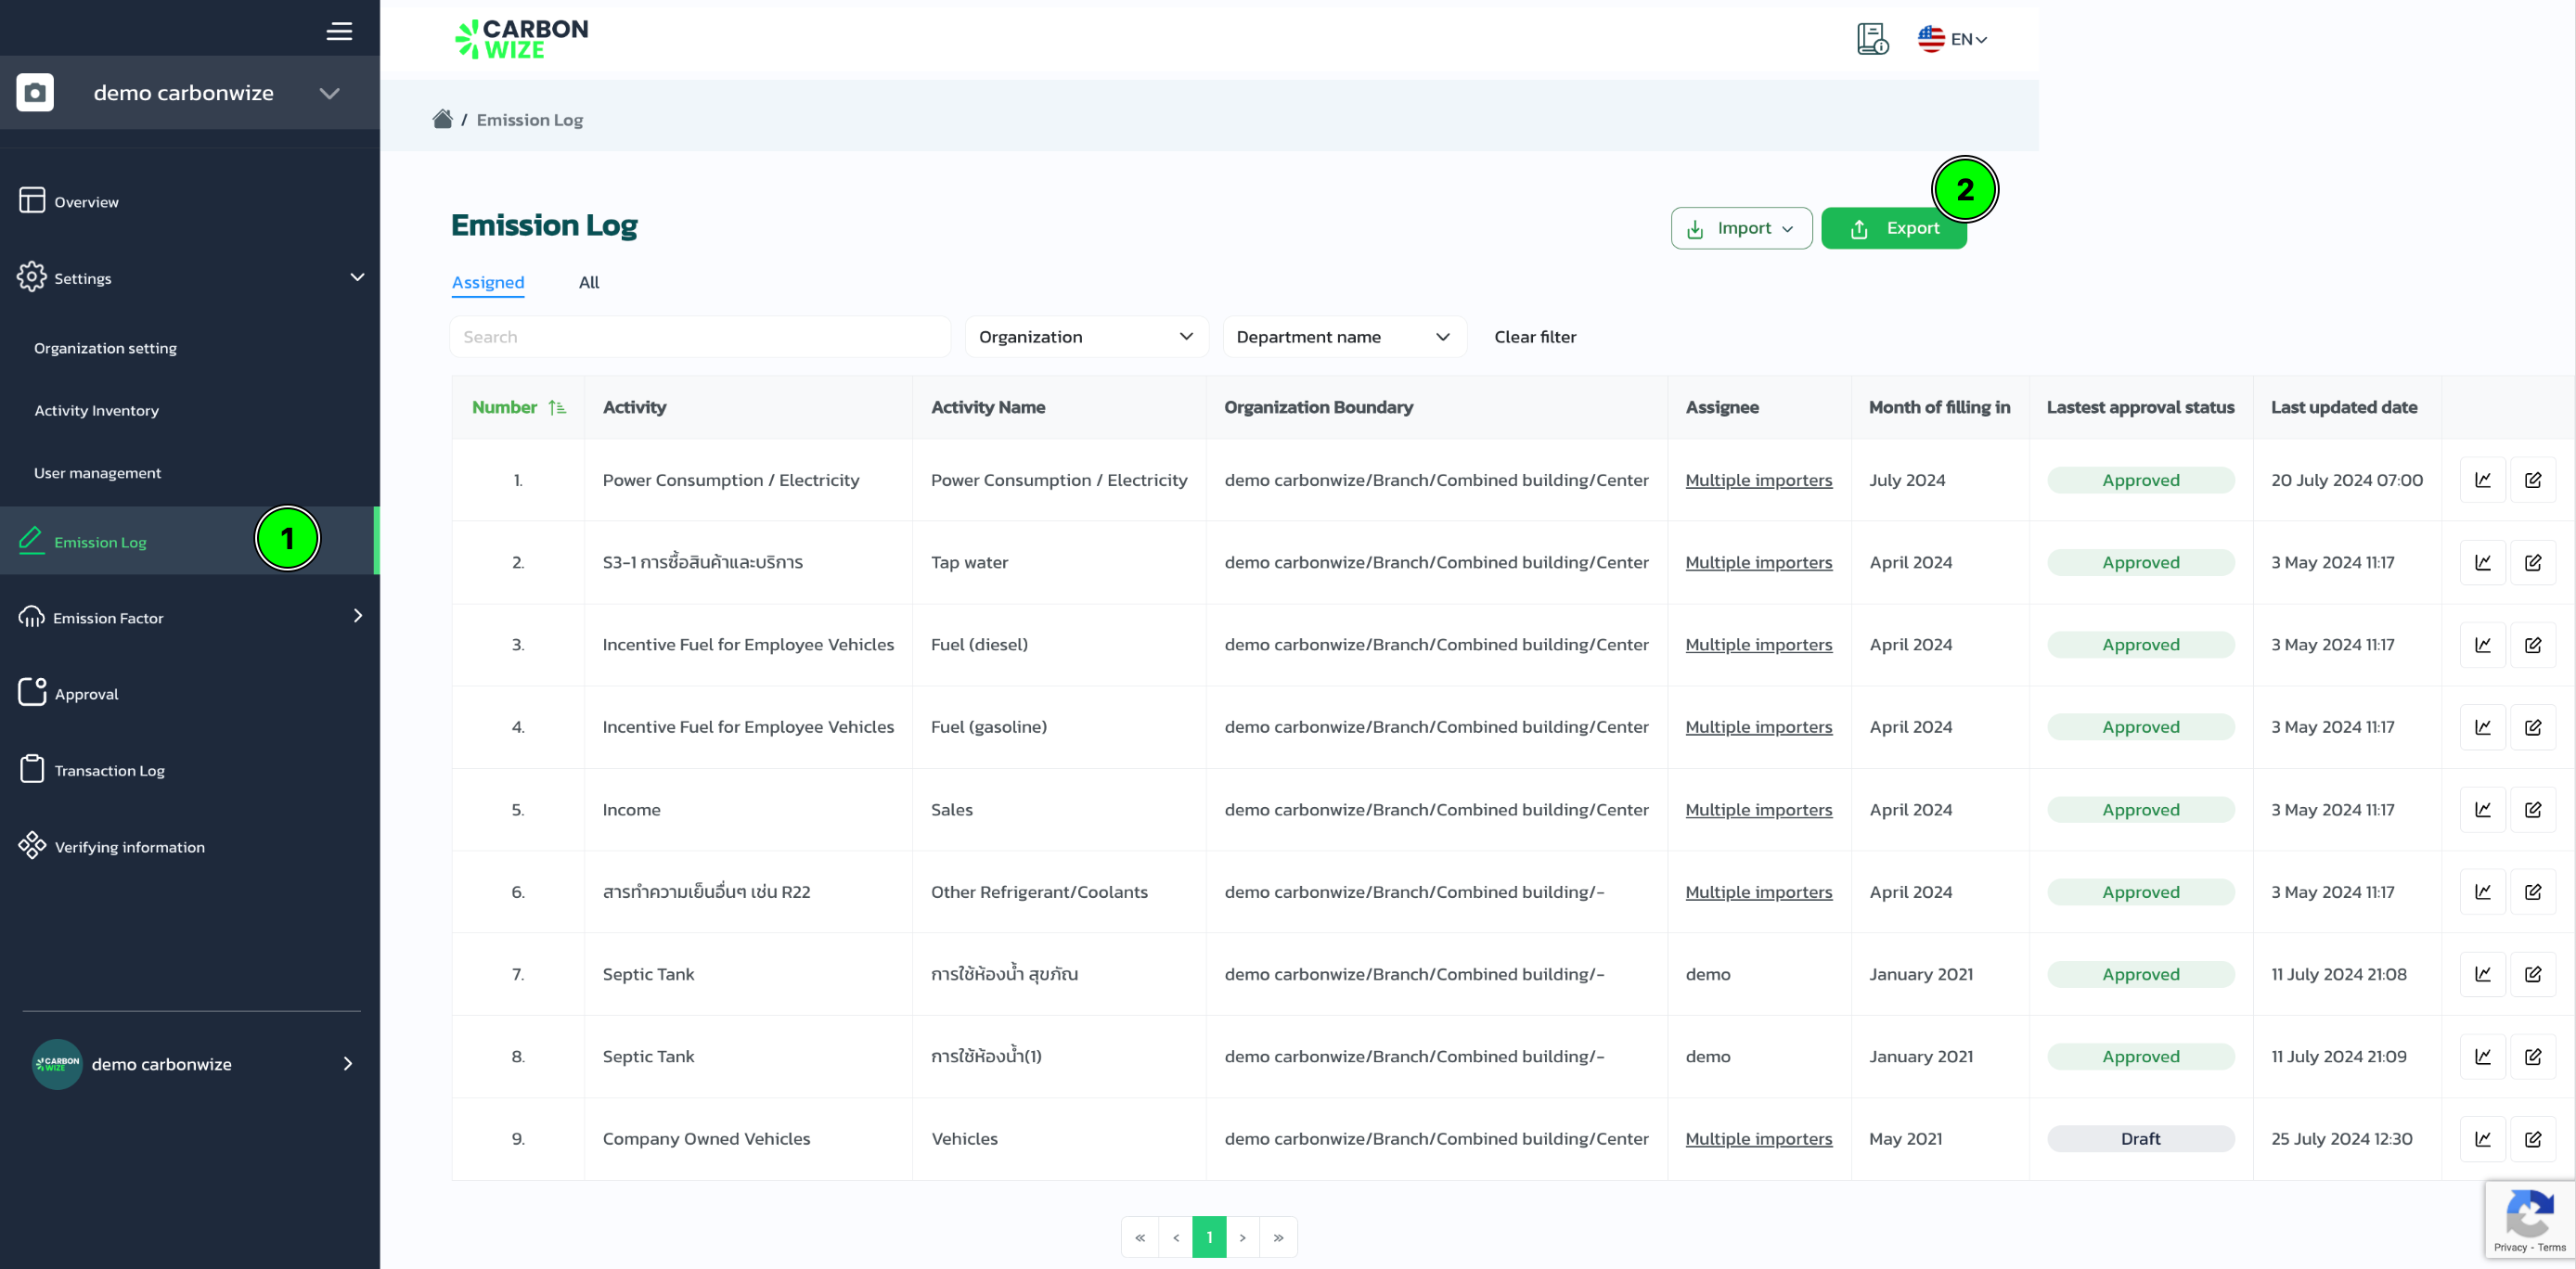 CARBON
WIZE
EN
demo carbonwize
/ Emission Log
Overview
Settings
Organization setting
Activity Inventory
User management
Emission Log
1
Emission Factor
Approval
Transaction Log
Verifying information
CARBON
WIZE
demo carbonwize
2
Emission Log
Import
Export
Assigned All
Search Organization Department name Clear filter
Number Activity Activity Name Organization Boundary Assignee Month of filling in Lastest approval status Last updated date
1. Power Consumption / Electricity Power Consumption / Electricity demo carbonwize/Branch/Combined building/Center Multiple importers July 2024 Approved 20 July 2024 07:00
2. S3-1 การซื้อสินค้าและบริการ Tap water demo carbonwize/Branch/Combined building/Center Multiple importers April 2024 Approved 3 May 2024 11:17
3. Incentive Fuel for Employee Vehicles Fuel (diesel) demo carbonwize/Branch/Combined building/Center Multiple importers April 2024 Approved 3 May 2024 11:17
4. Incentive Fuel for Employee Vehicles Fuel (gasoline) demo carbonwize/Branch/Combined building/Center Multiple importers April 2024 Approved 3 May 2024 11:17
5. Income Sales demo carbonwize/Branch/Combined building/Center Multiple importers April 2024 Approved 3 May 2024 11:17
6. สารทำความเย็นอื่นๆ เช่น R22 Other Refrigerant/Coolants demo carbonwize/Branch/Combined building/- Multiple importers April 2024 Approved 3 May 2024 11:17
7. Septic Tank การใช้ห้องน้ำ สุขภัณ demo carbonwize/Branch/Combined building/- demo January 2021 Approved 11 July 2024 21:08
8. Septic Tank การใช้ห้องน้ำ(1) demo carbonwize/Branch/Combined building/- demo January 2021 Approved 11 July 2024 21:09
9. Company Owned Vehicles Vehicles demo carbonwize/Branch/Combined building/Center Multiple importers May 2021 Draft 25 July 2024 12:30
« ‹ 1 › »
Privacy - Terms